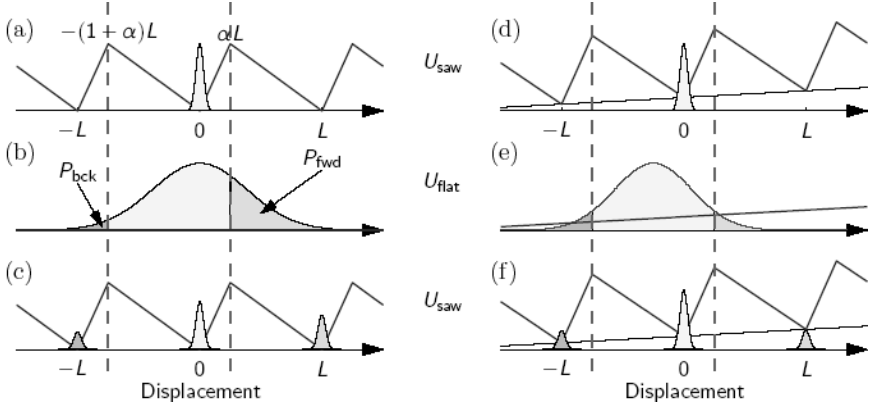 (a) −(1 + α)L αL
−L 0 L
(b) P_bck P_fwd
(c)
−L 0 L
Displacement
U_saw
U_flat
U_saw
(d)
−L 0 L
(e)
(f)
−L 0 L
Displacement